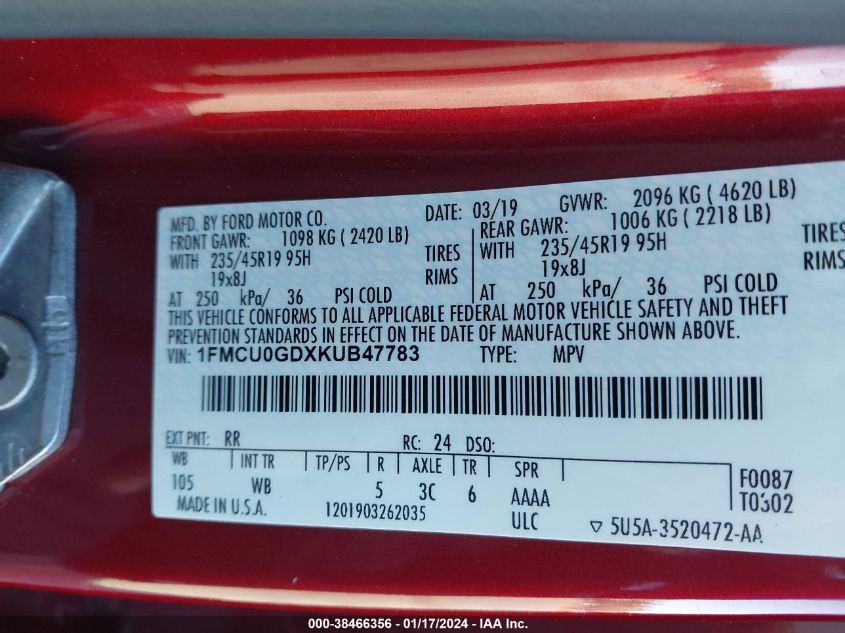 MFD. BY FORD MOTOR CO. DATE: 03/19 GVWR: 2096 KG ( 4620 LB)
FRONT GAWR: 1098 KG ( 2420 LB) REAR GAWR: 1006 KG ( 2218 LB)
WITH 235/45R19 95H TIRES WITH 235/45R19 95H TIRES
19x8J RIMS 19x8J RIMS
AT 250 kPa/ 36 PSI COLD AT 250 kPa/ 36 PSI COLD
THIS VEHICLE CONFORMS TO ALL APPLICABLE FEDERAL MOTOR VEHICLE SAFETY AND THEFT
PREVENTION STANDARDS IN EFFECT ON THE DATE OF MANUFACTURE SHOWN ABOVE.
VIN: 1FMCU0GDXKUB47783 TYPE: MPV
EXT PNT: RR RC: 24 DSO:
WB INT TR TP/PS R AXLE TR SPR F0087
105 WB 5 3C 6 AAAA T0302
MADE IN U.S.A. 1201903262035 ULC ▽ 5U5A-3520472-AA
000-38466356 - 01/17/2024 - IAA Inc.